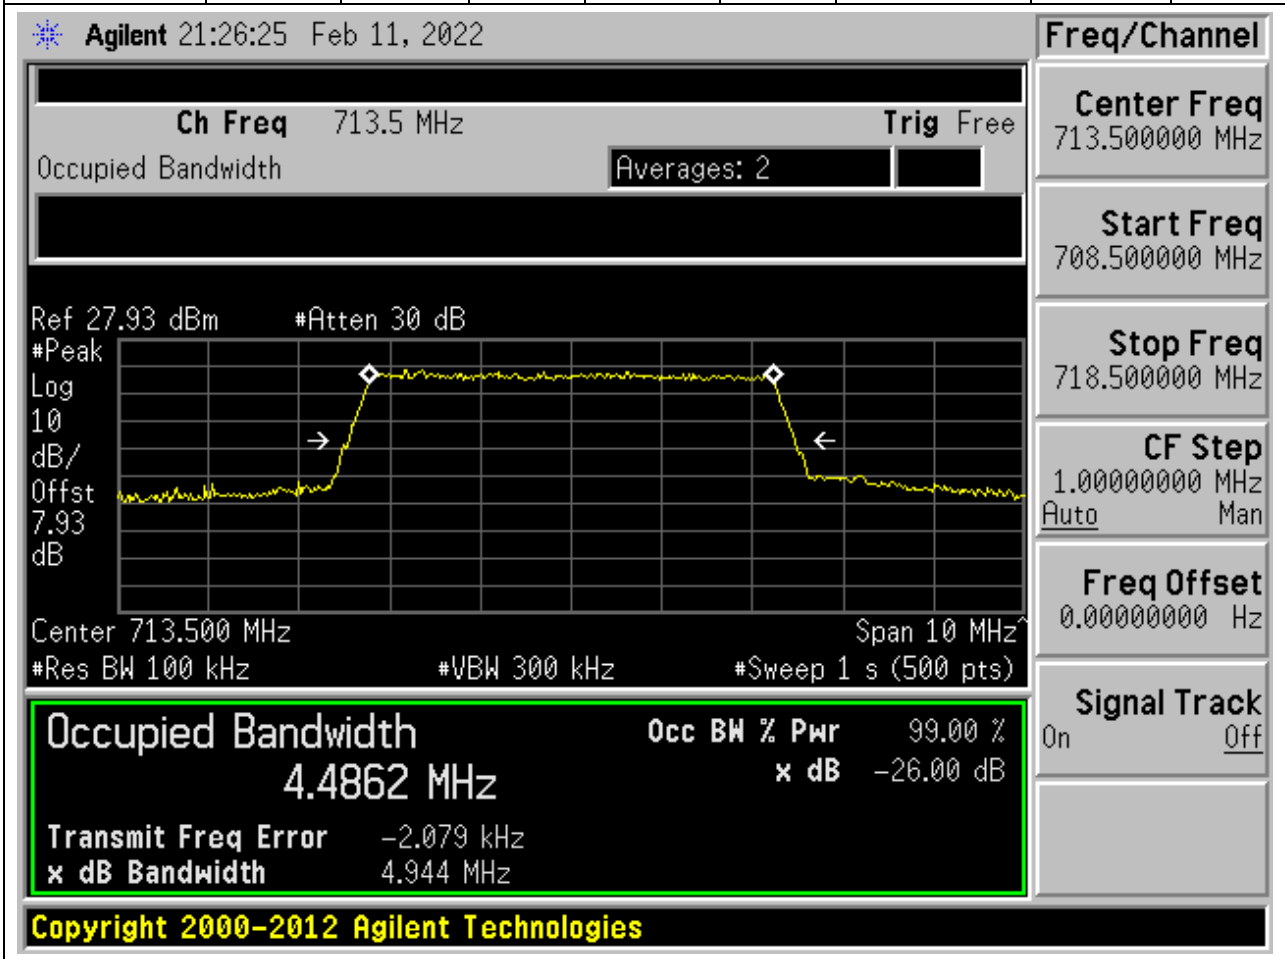 Agilent 21:26:25 Feb 11, 2022
Freq/Channel
Ch Freq 713.5 MHz Trig Free
Occupied Bandwidth Averages: 2
Ref 27.93 dBm #Atten 30 dB
#Peak
Log
10
dB/
Offst
7.93
dB
Center 713.500 MHz Span 10 MHz^
#Res BW 100 kHz #VBW 300 kHz #Sweep 1 s (500 pts)
Occupied Bandwidth Occ BW % Pwr 99.00 %
4.4862 MHz x dB -26.00 dB
Transmit Freq Error -2.079 kHz
x dB Bandwidth 4.944 MHz
Copyright 2000-2012 Agilent Technologies
Center Freq
713.500000 MHz
Start Freq
708.500000 MHz
Stop Freq
718.500000 MHz
CF Step
1.00000000 MHz
Auto Man
Freq Offset
0.00000000 Hz
Signal Track
On Off